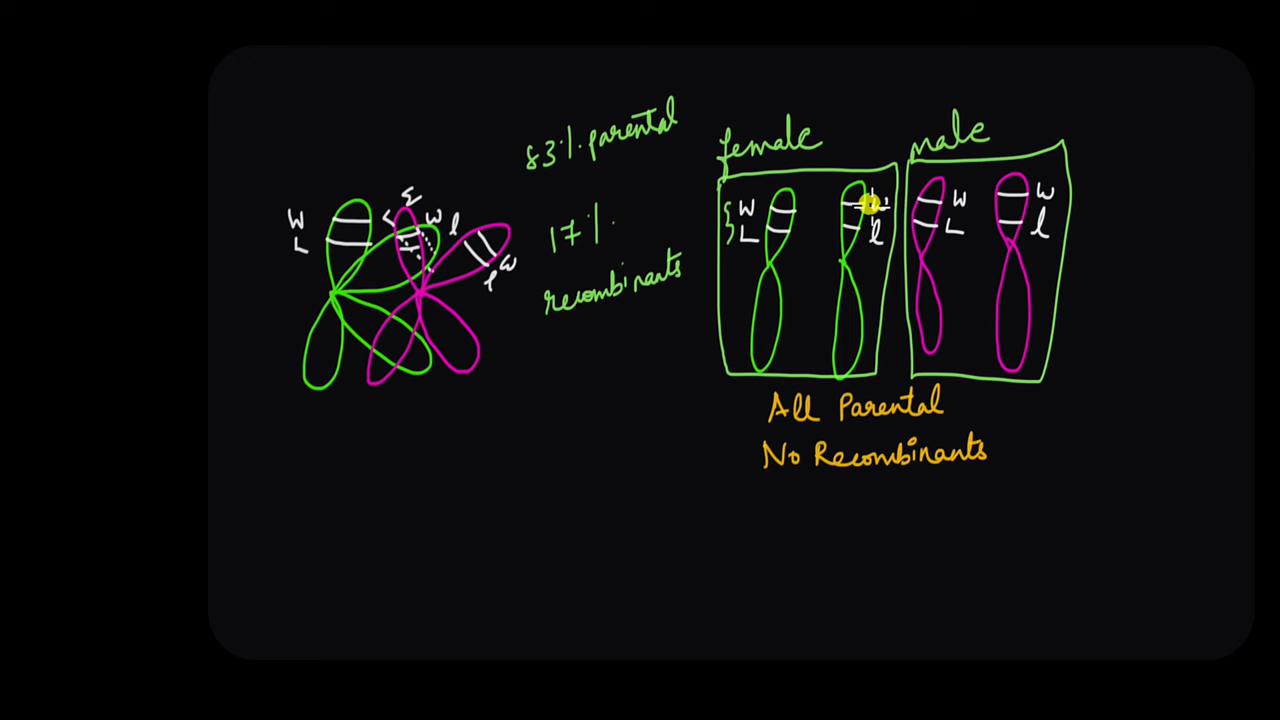 W
L
W
l
l
83% parental
17%
recombinants
female
male
W
L
l
W
L
w
l
All Parental
No Recombinants